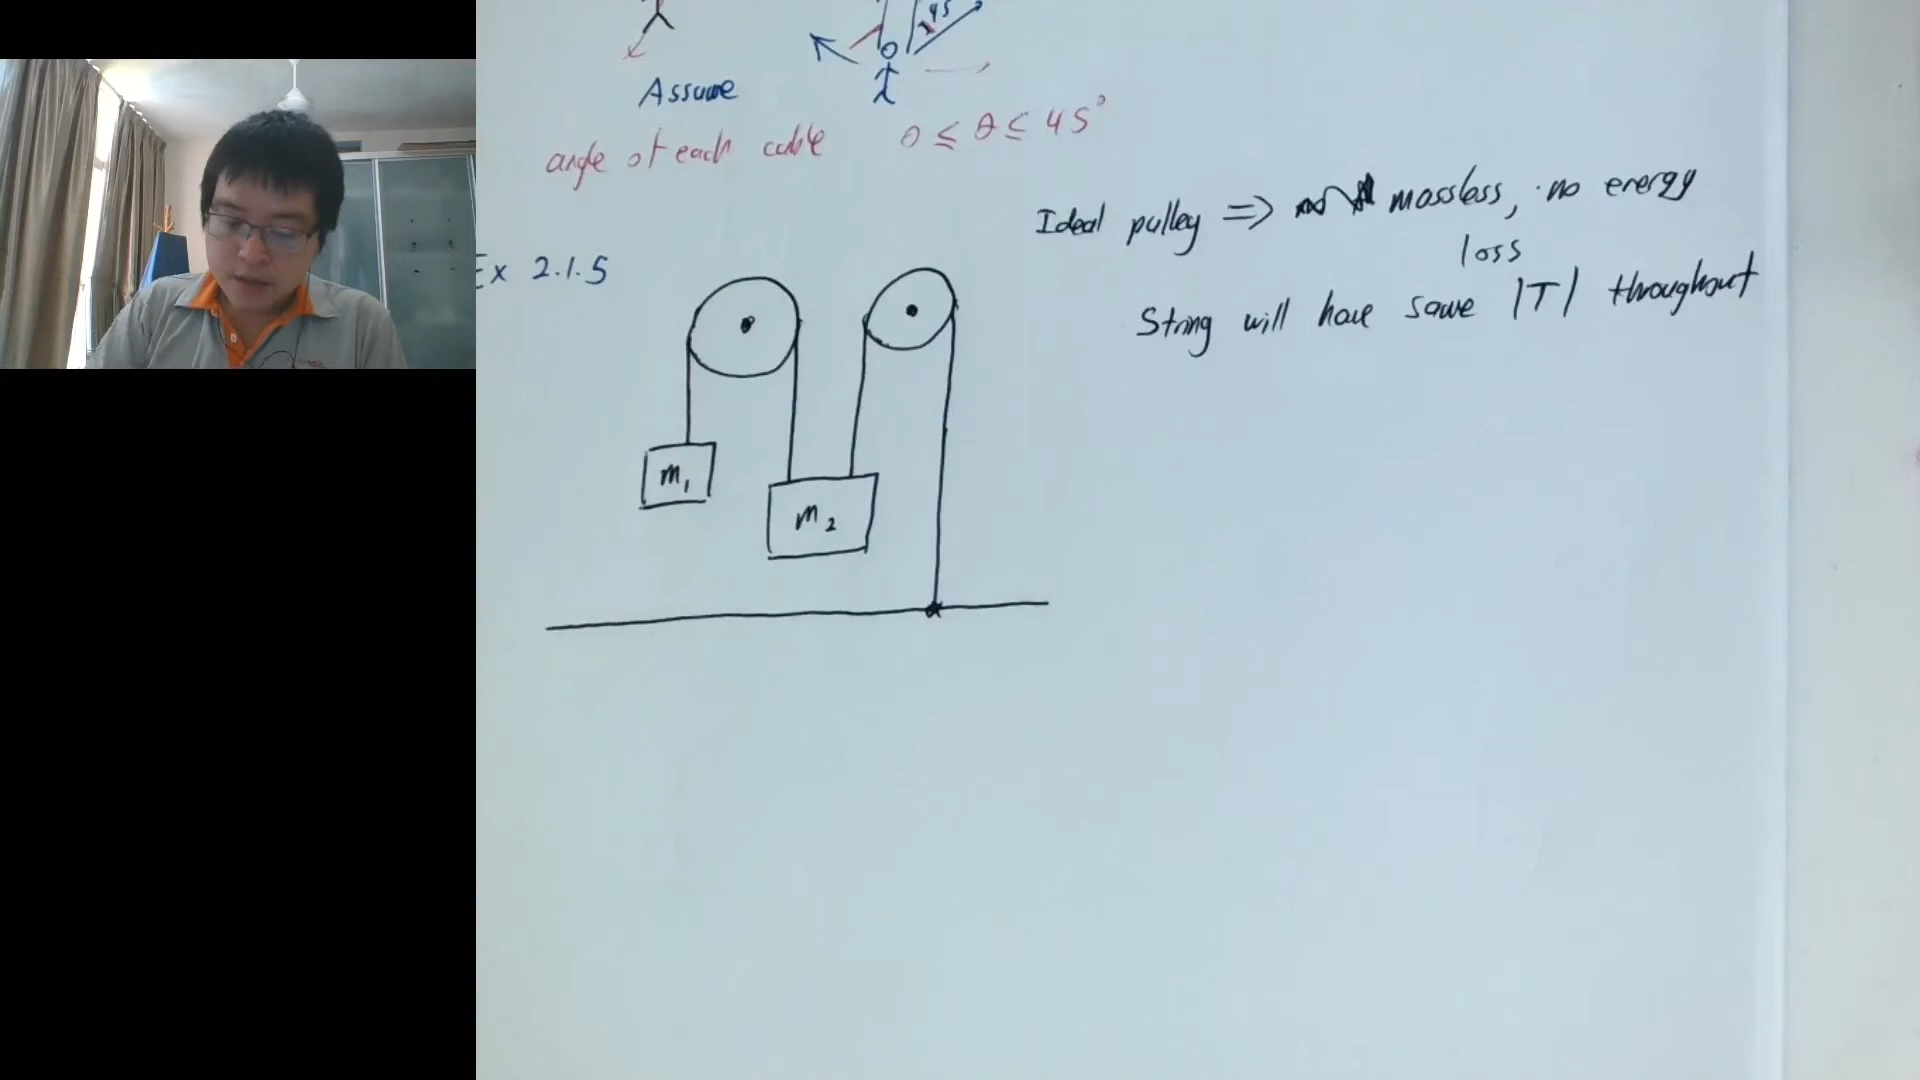 45
Assume
angle of each cable 0 ≤ θ ≤ 45°
Ideal pulley => massless, no energy
loss
String will have same |T| throughout
Ex 2.1.5
m₁
m₂